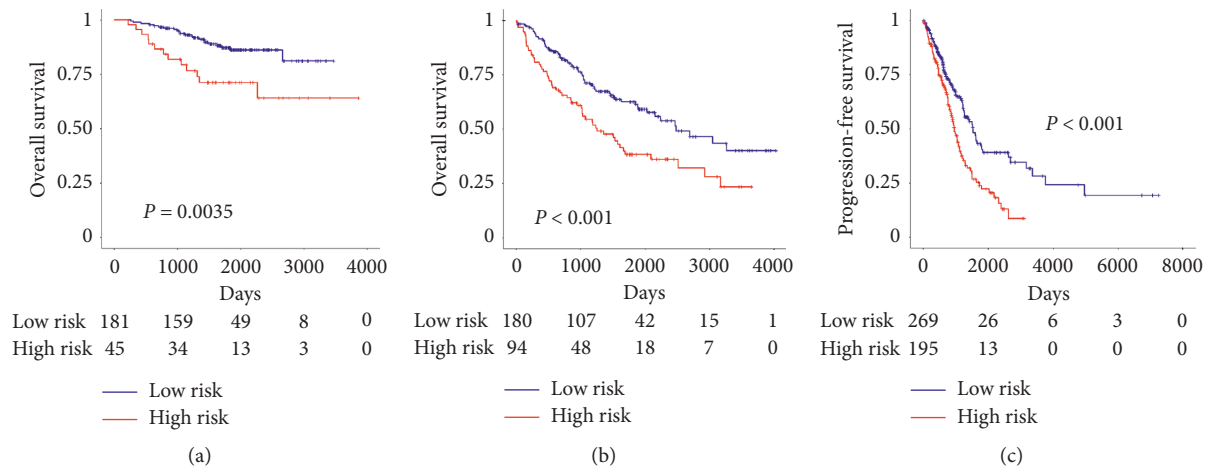 Overall survival
1
0.75
0.50
0.25
0
P = 0.0035
0 1000 2000 3000 4000
Days
Low risk 181 159 49 8 0
High risk 45 34 13 3 0
Low risk
High risk
(a)
Overall survival
1
0.75
0.50
0.25
0
P < 0.001
0 1000 2000 3000 4000
Days
Low risk 180 107 42 15 1
High risk 94 48 18 7 0
Low risk
High risk
(b)
Progression-free survival
1
0.75
0.50
0.25
0
P < 0.001
0 2000 4000 6000 8000
Days
Low risk 269 26 6 3 0
High risk 195 13 0 0 0
Low risk
High risk
(c)